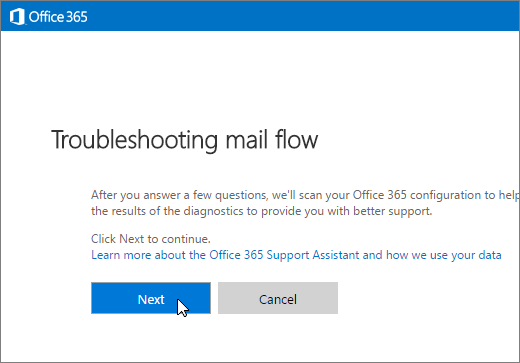 Office 365
Troubleshooting mail flow
After you answer a few questions, we'll scan your Office 365 configuration to help
the results of the diagnostics to provide you with better support.
Click Next to continue.
Learn more about the Office 365 Support Assistant and how we use your data
Next
Cancel